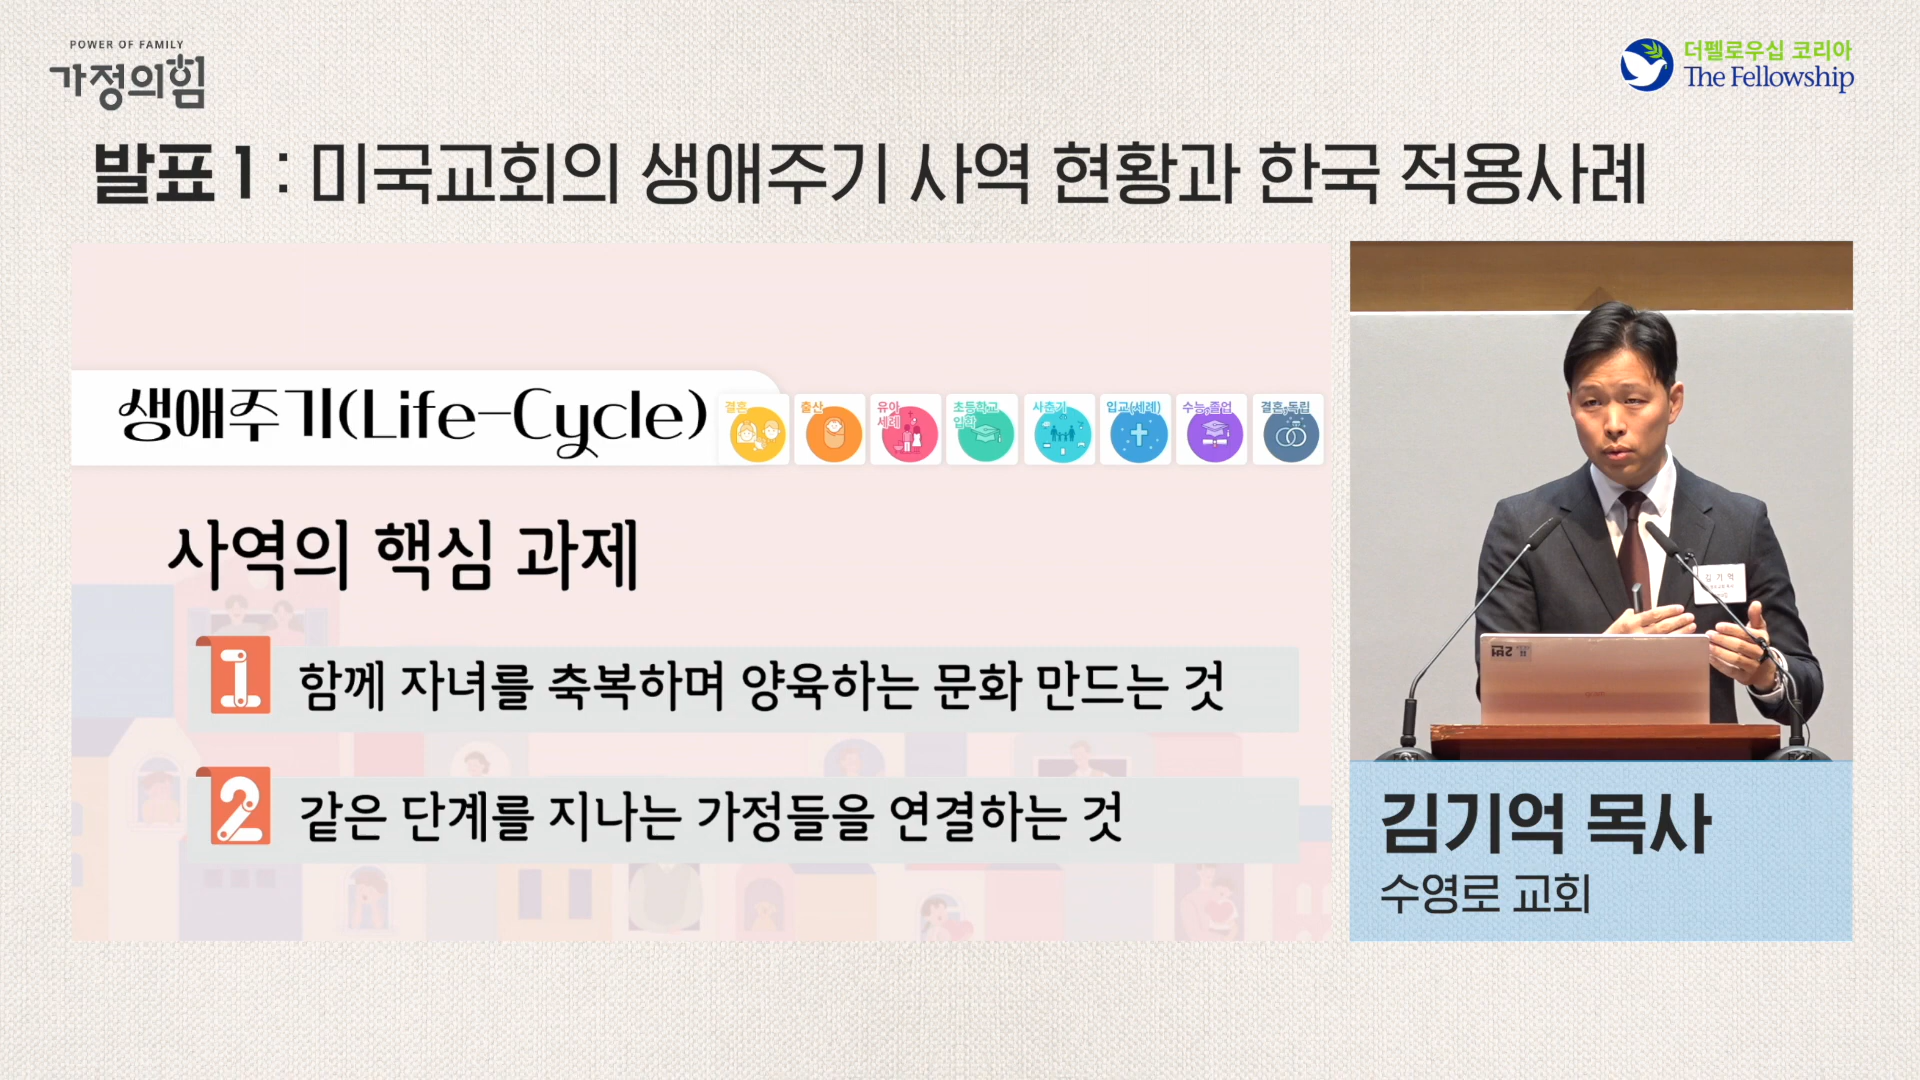 POWER OF FAMILY
가정의힘
더펠로우십 코리아
The Fellowship
발표 1 : 미국교회의 생애주기 사역 현황과 한국 적용사례
생애주기(Life-Cycle)
결혼
출산
유아
세례
초등학교
입학
사춘기
입교(세례)
수능,졸업
결혼,독립
사역의 핵심 과제
1 함께 자녀를 축복하며 양육하는 문화 만드는 것
2 같은 단계를 지나는 가정들을 연결하는 것
김기억
김기억 목사
수영로 교회